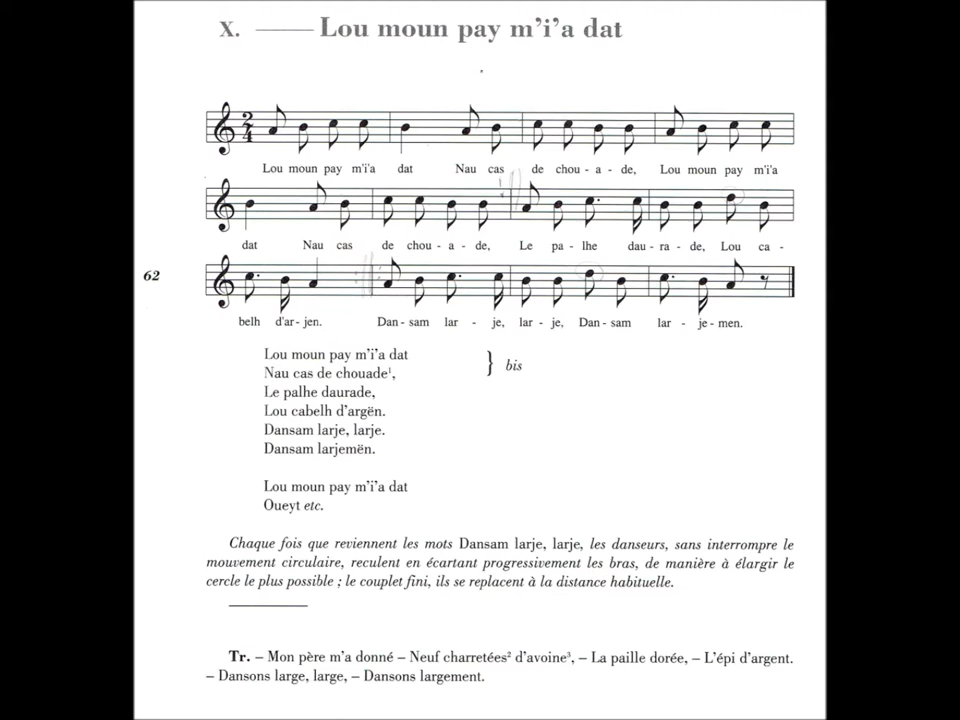 X. —— Lou moun pay m'i'a dat
Lou moun pay m'i'a dat Nau cas de chou - a - de, Lou moun pay m'i'a
dat Nau cas de chou - a - de, Le pa - lhe dau - ra - de, Lou ca -
62
belh d'ar - jen. Dan - sam lar - je, lar - je, Dan - sam lar - je - men.
Lou moun pay m'i'a dat
Nau cas de chouade¹, } bis
Le palhe daurade,
Lou cabelh d'argën.
Dansam larje, larje.
Dansam larjemën.
Lou moun pay m'i'a dat
Oueyt etc.
Chaque fois que reviennent les mots Dansam larje, larje, les danseurs, sans interrompre le
mouvement circulaire, reculent en écartant progressivement les bras, de manière à élargir le
cercle le plus possible ; le couplet fini, ils se replacent à la distance habituelle.
Tr. – Mon père m'a donné – Neuf charretées² d'avoine³, – La paille dorée, – L'épi d'argent.
– Dansons large, large, – Dansons largement.